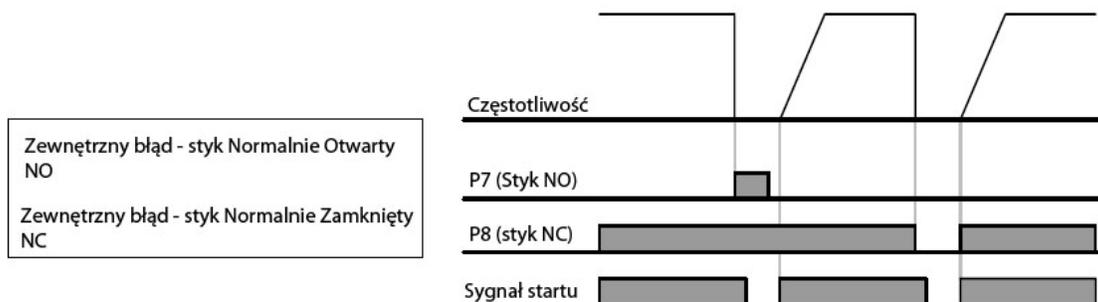 Zewnętrzny błąd - styk Normalnie Otwarty
NO
Zewnętrzny błąd - styk Normalnie Zamknięty
NC
Częstotliwość
P7 (Styk NO)
P8 (styk NC)
Sygnał startu